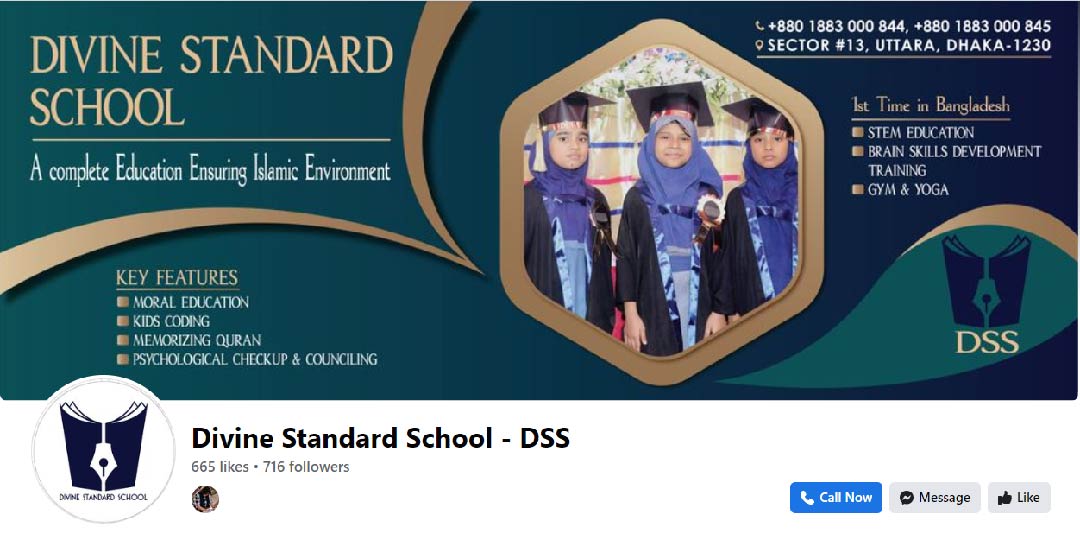 DIVINE STANDARD
SCHOOL
A complete Education Ensuring Islamic Environment
KEY FEATURES
MORAL EDUCATION
KIDS CODING
MEMORIZING QURAN
PSYCHOLOGICAL CHECKUP & COUNCILING
+880 1883 000 844, +880 1883 000 845
SECTOR #13, UTTARA, DHAKA-1230
1st Time in Bangladesh
STEM EDUCATION
BRAIN SKILLS DEVELOPMENT
TRAINING
GYM & YOGA
DSS
DIVINE STANDARD SCHOOL
Divine Standard School - DSS
665 likes • 716 followers
Call Now
Message
Like